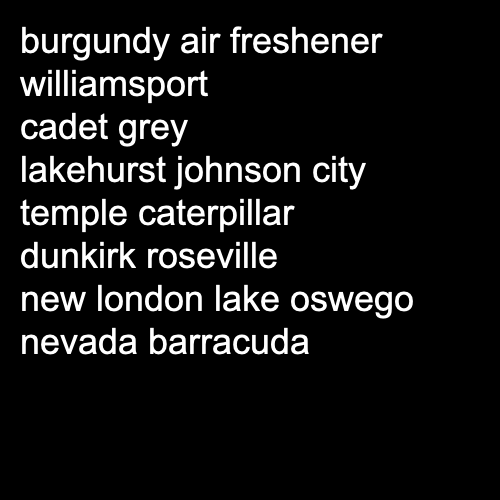 burgundy air freshener
williamsport
cadet grey
lakehurst johnson city
temple caterpillar
dunkirk roseville
new london lake oswego
nevada barracuda